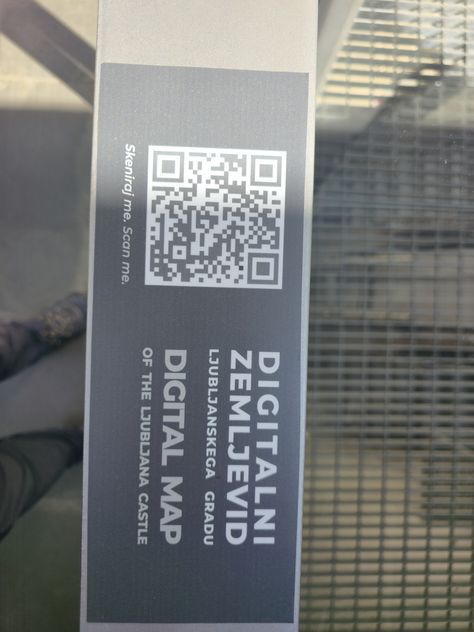 Skeniraj me. Scan me.
DIGITALNI
ZEMLJEVID
LJUBLJANSKEGA GRADU
DIGITAL MAP
OF THE LJUBLJANA CASTLE